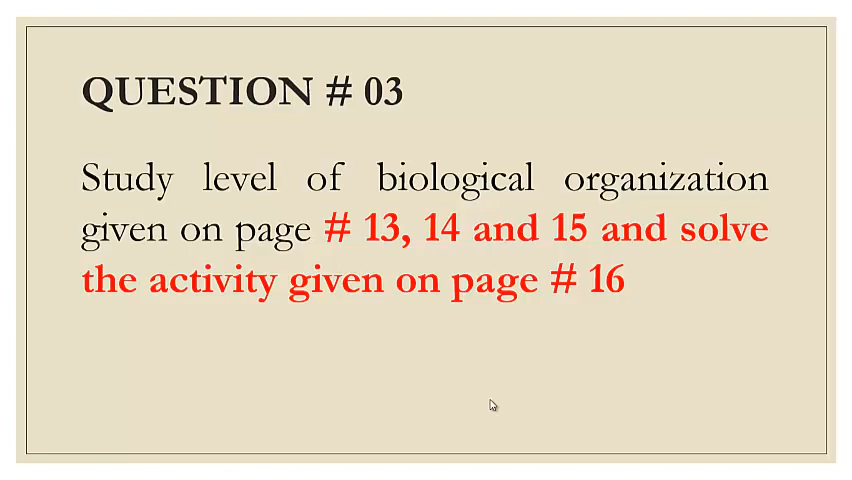 QUESTION # 03
Study level of biological organization
given on page # 13, 14 and 15 and solve
the activity given on page # 16